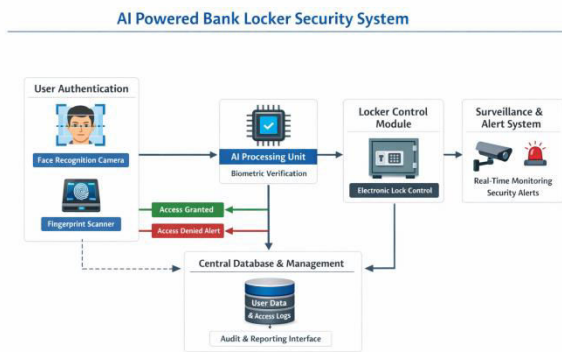 AI Powered Bank Locker Security System
User Authentication
Face Recognition Camera
Fingerprint Scanner
AI Processing Unit
Biometric Verification
Locker Control
Module
Electronic Lock Control
Surveillance &
Alert System
Real-Time Monitoring
Security Alerts
Access Granted
Access Denied Alert
Central Database & Management
User Data
& Access Logs
Audit & Reporting Interface